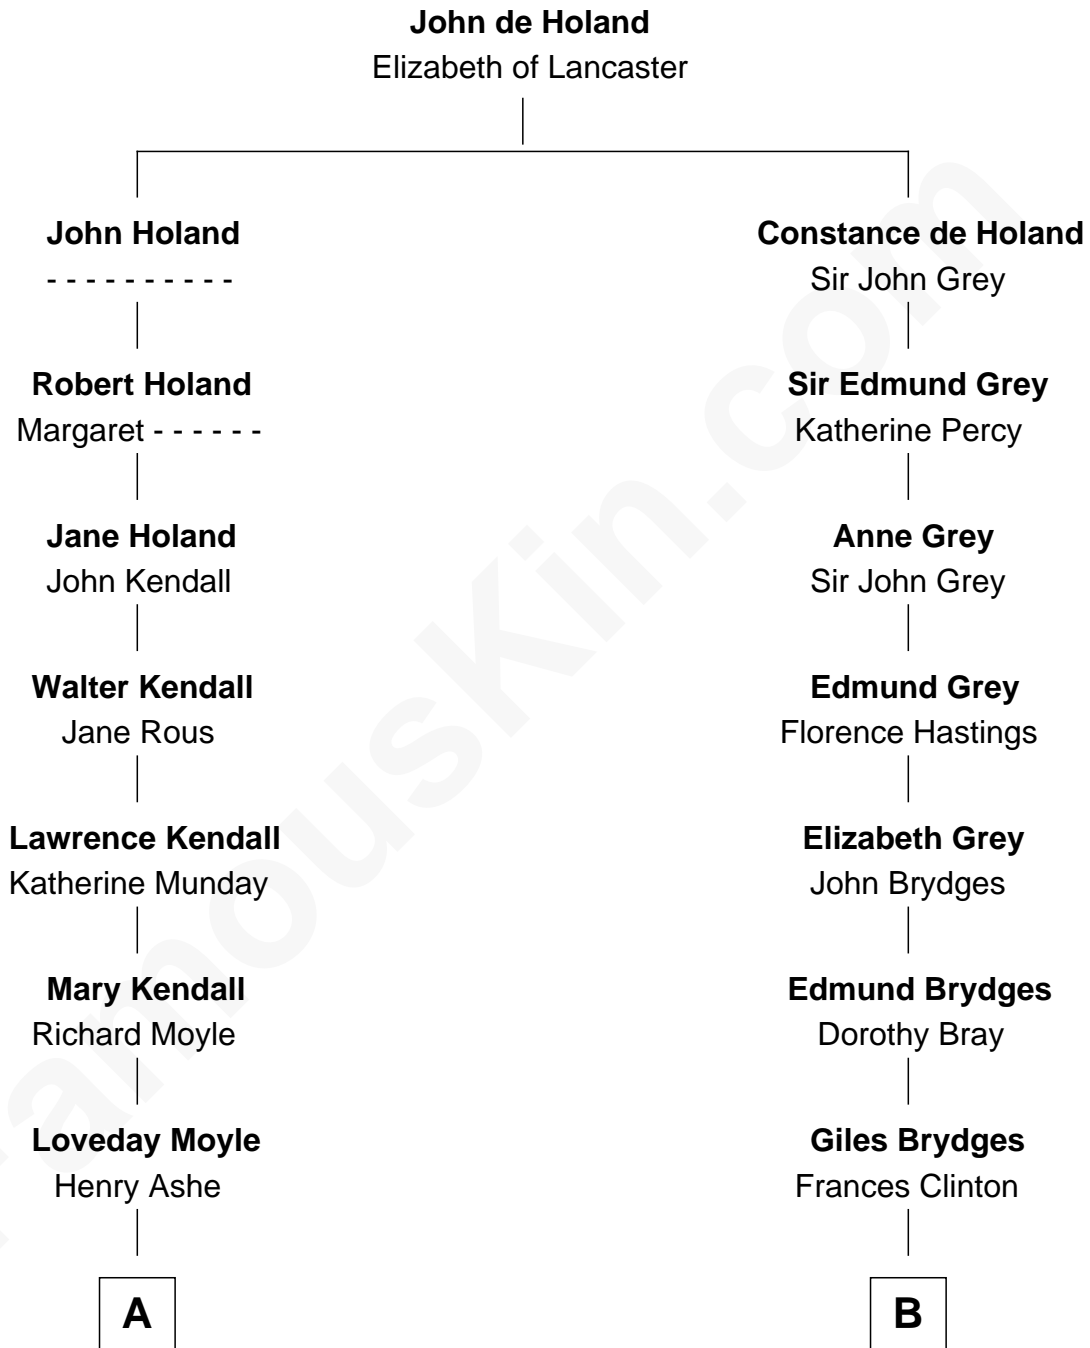 John de Holand
Elizabeth of Lancaster
John Holand
- - - - - - - - - -
Constance de Holand
Sir John Grey
Robert Holand
Margaret - - - - - -
Sir Edmund Grey
Katherine Percy
Jane Holand
John Kendall
Anne Grey
Sir John Grey
Walter Kendall
Jane Rous
Edmund Grey
Florence Hastings
Lawrence Kendall
Katherine Munday
Elizabeth Grey
John Brydges
Mary Kendall
Richard Moyle
Edmund Brydges
Dorothy Bray
Loveday Moyle
Henry Ashe
Giles Brydges
Frances Clinton
A
B
FamousKin.com